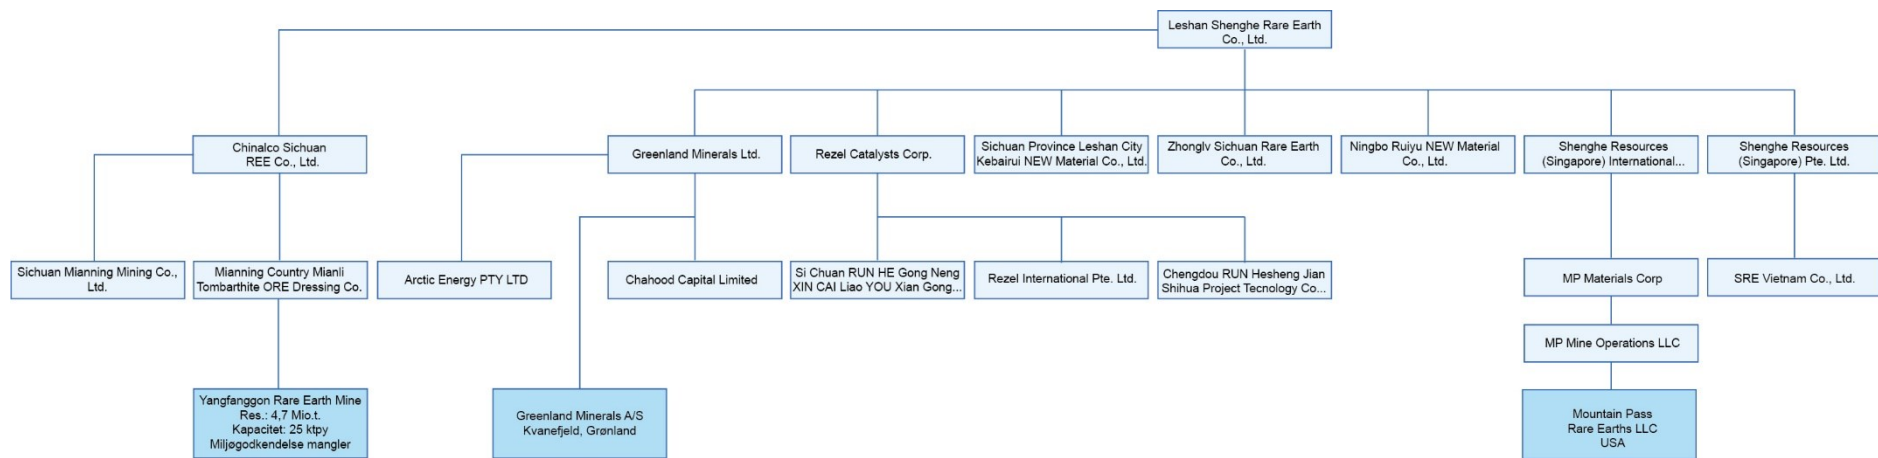 Leshan Shenghe Rare Earth
Co., Ltd.
Chinalco Sichuan
REE Co., Ltd.
Greenland Minerals Ltd.
Rezel Catalysts Corp.
Sichuan Province Leshan City
Kebairui NEW Material Co., Ltd.
Zhonglv Sichuan Rare Earth
Co., Ltd.
Ningbo Ruiyu NEW Material
Co., Ltd.
Shenghe Resources
(Singapore) International...
Shenghe Resources
(Singapore) Pte. Ltd.
Sichuan Mianning Mining Co.,
Ltd.
Mianning Country Mianli
Tombarthite ORE Dressing Co.
Arctic Energy PTY LTD
Chahood Capital Limited
Si Chuan RUN HE Gong Neng
XIN CAI Liao YOU Xian Gong...
Rezel International Pte. Ltd.
Chengdou RUN Hesheng Jian
Shihua Project Tecnology Co...
MP Materials Corp
SRE Vietnam Co., Ltd.
MP Mine Operations LLC
Yangfanggon Rare Earth Mine
Res.: 4,7 Mio.t.
Kapacitet: 25 ktpy
Miljøgodkendelse mangler
Greenland Minerals A/S
Kvanefjeld, Grønland
Mountain Pass
Rare Earths LLC
USA